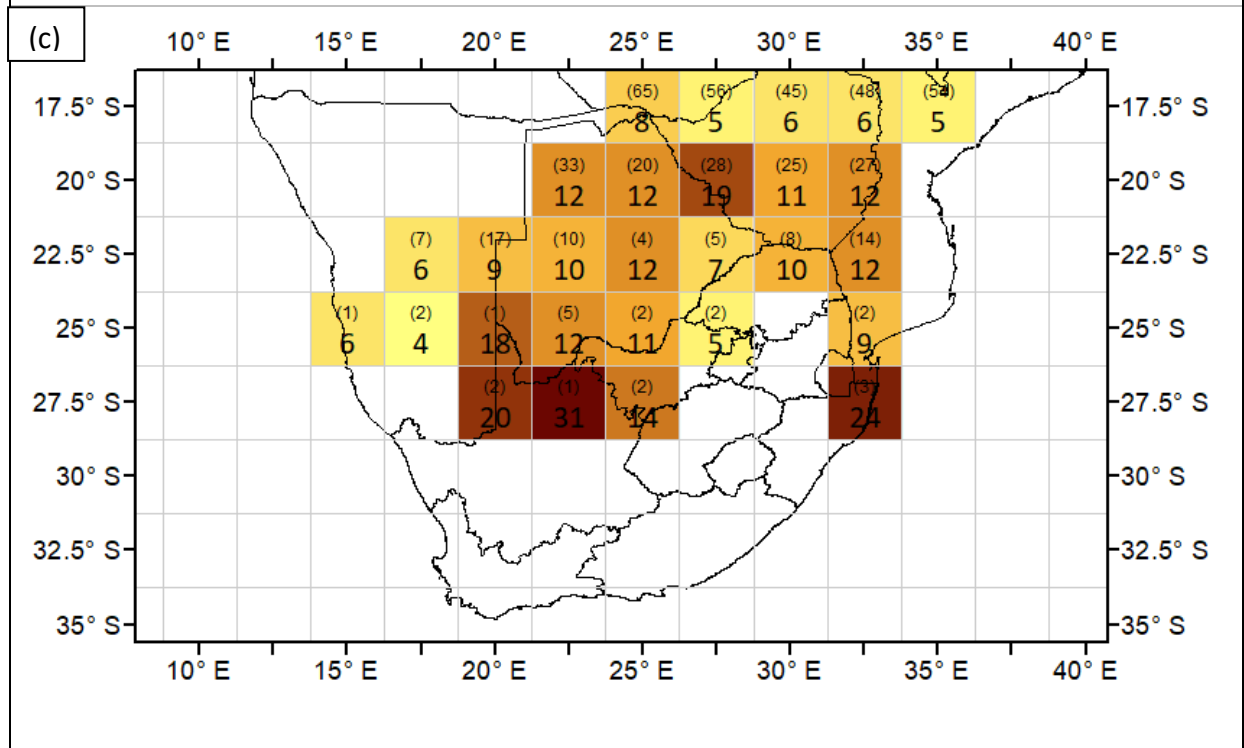 (c)
10° E 15° E 20° E 25° E 30° E 35° E 40° E
(65) (56) (45) (48) (54)
17.5° S 17.5° S
8 5 6 6 5
(33) (20) (28) (25) (27)
20° S 20° S
12 12 19 11 12
(7) (17) (10) (4) (5) (8) (14)
22.5° S 22.5° S
6 9 10 12 7 10 12
(1) (2) (1) (5) (2) (2) (2)
25° S 25° S
6 4 18 12 11 5 9
(2) (1) (2) (3)
27.5° S 27.5° S
20 31 14 24
30° S 30° S
32.5° S 32.5° S
35° S 35° S
10° E 15° E 20° E 25° E 30° E 35° E 40° E